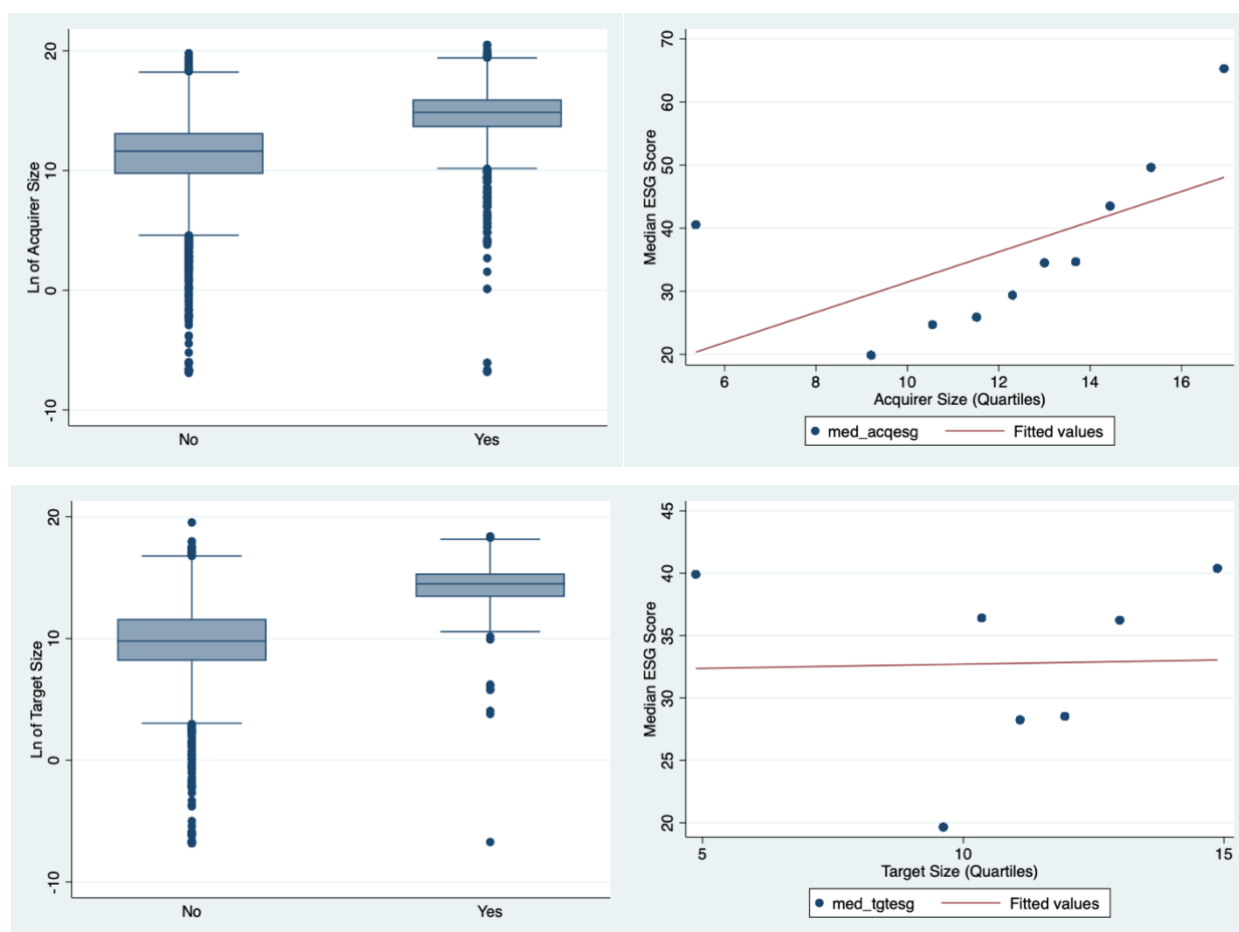 Ln of Acquirer Size
20
10
0
-10
No Yes
Median ESG Score
70
60
50
40
30
20
6 8 10 12 14 16
Acquirer Size (Quartiles)
med_acqesg Fitted values
Ln of Target Size
20
10
0
-10
No Yes
Median ESG Score
45
40
35
30
25
20
5 10 15
Target Size (Quartiles)
med_tgtesg Fitted values